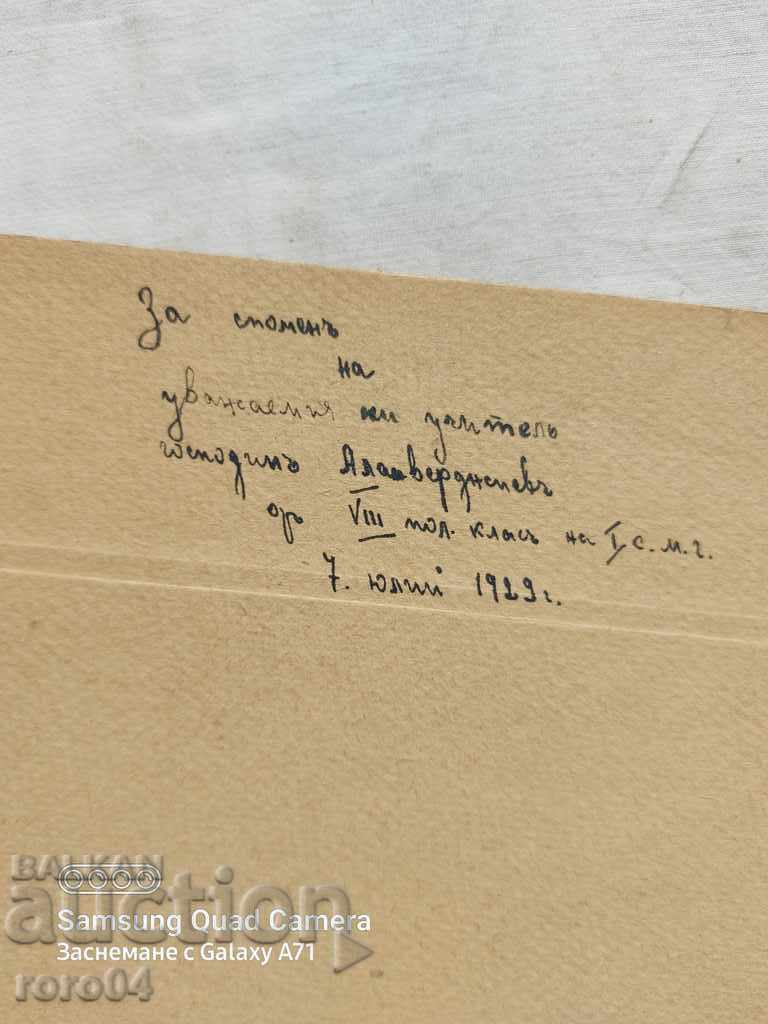 За споменъ
на
уважаемия ни учитель
господинъ Алавверджиевъ
отъ VIII пол. класъ на I с. м. г.
7. юлий 1929 г.
BALKAN
auction
Samsung Quad Camera
Заснемане с Galaxy A71
roro04